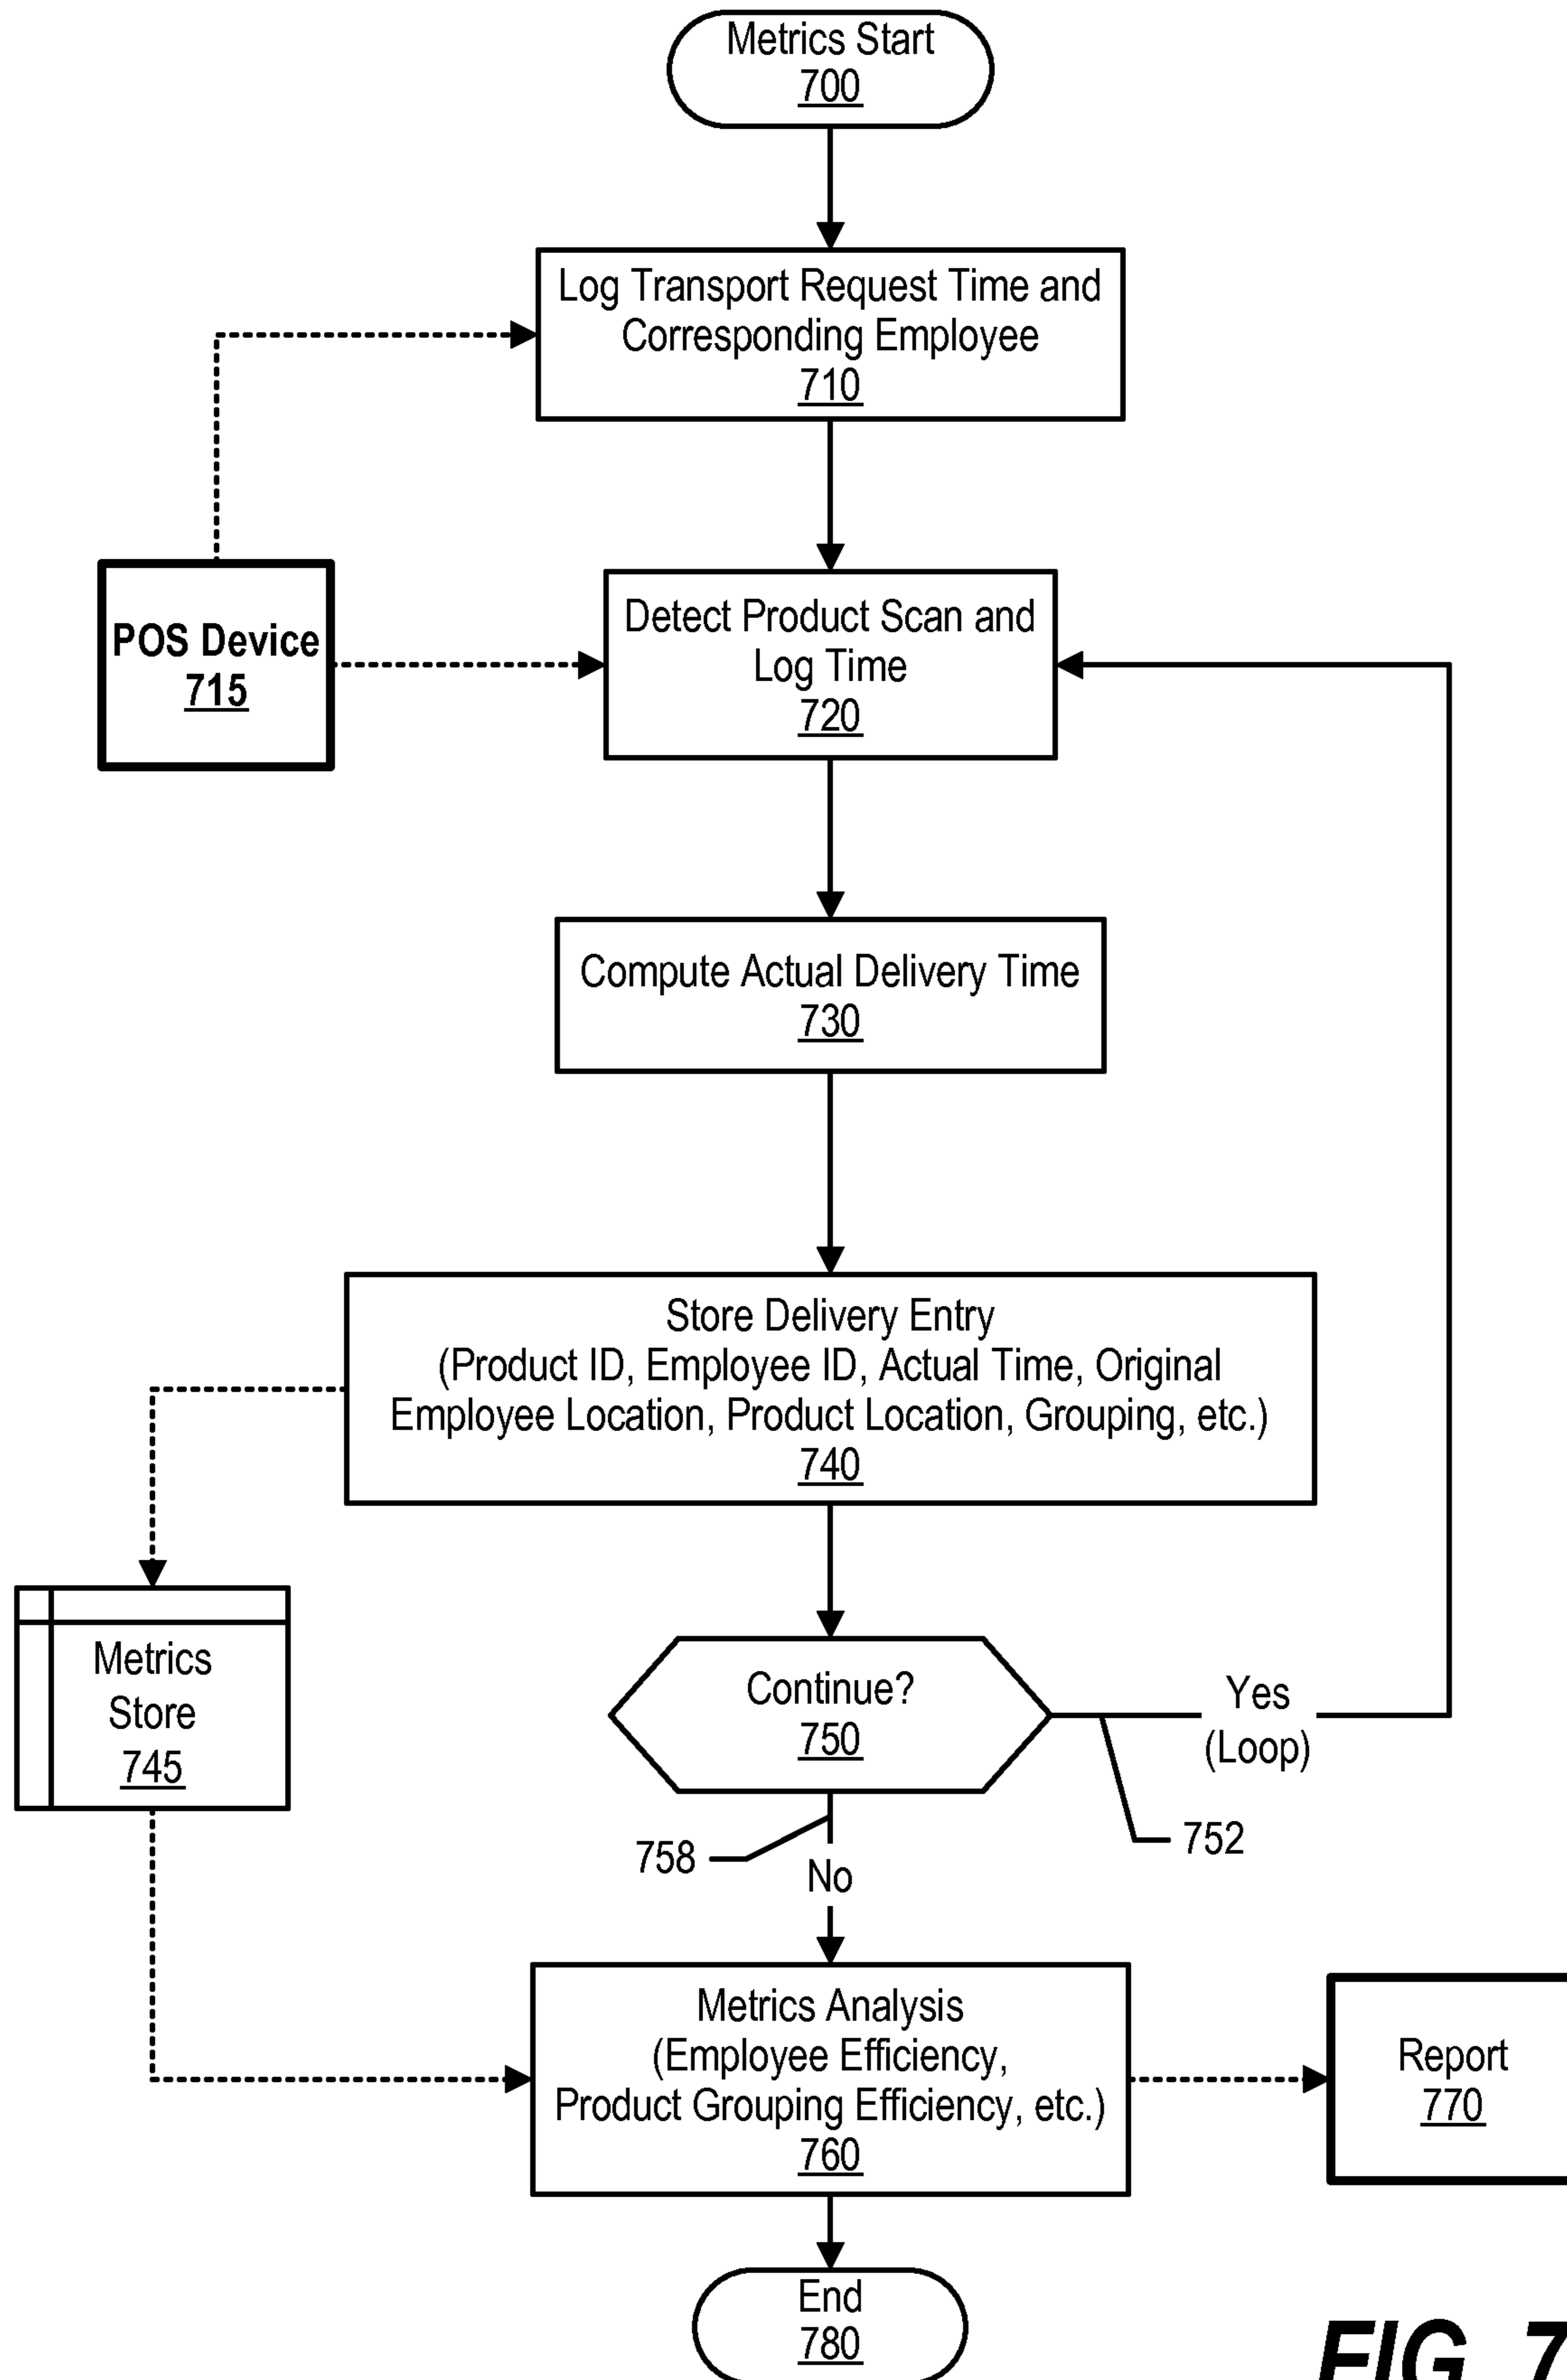 Metrics Start
700
Log Transport Request Time and
Corresponding Employee
710
POS Device
715
Detect Product Scan and
Log Time
720
Compute Actual Delivery Time
730
Store Delivery Entry
(Product ID, Employee ID, Actual Time, Original
Employee Location, Product Location, Grouping, etc.)
740
Metrics
Store
745
Continue?
750
Yes
(Loop)
752
758
No
Metrics Analysis
(Employee Efficiency,
Product Grouping Efficiency, etc.)
760
Report
770
End
780
FIG. 7